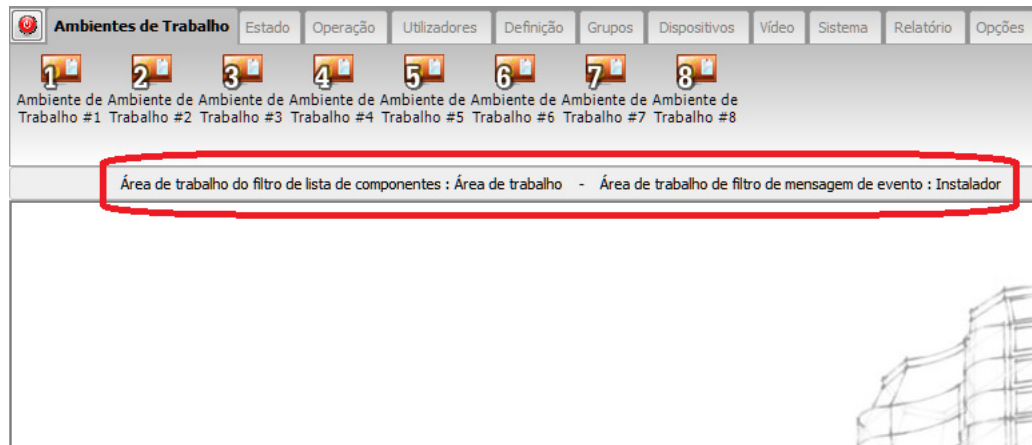 Ambientes de Trabalho Estado Operação Utilizadores Definição Grupos Dispositivos Vídeo Sistema Relatório Opções
1 2 3 4 5 6 7 8
Ambiente de Ambiente de Ambiente de Ambiente de Ambiente de Ambiente de Ambiente de Ambiente de
Trabalho #1 Trabalho #2 Trabalho #3 Trabalho #4 Trabalho #5 Trabalho #6 Trabalho #7 Trabalho #8
Área de trabalho do filtro de lista de componentes : Área de trabalho - Área de trabalho de filtro de mensagem de evento : Instalador